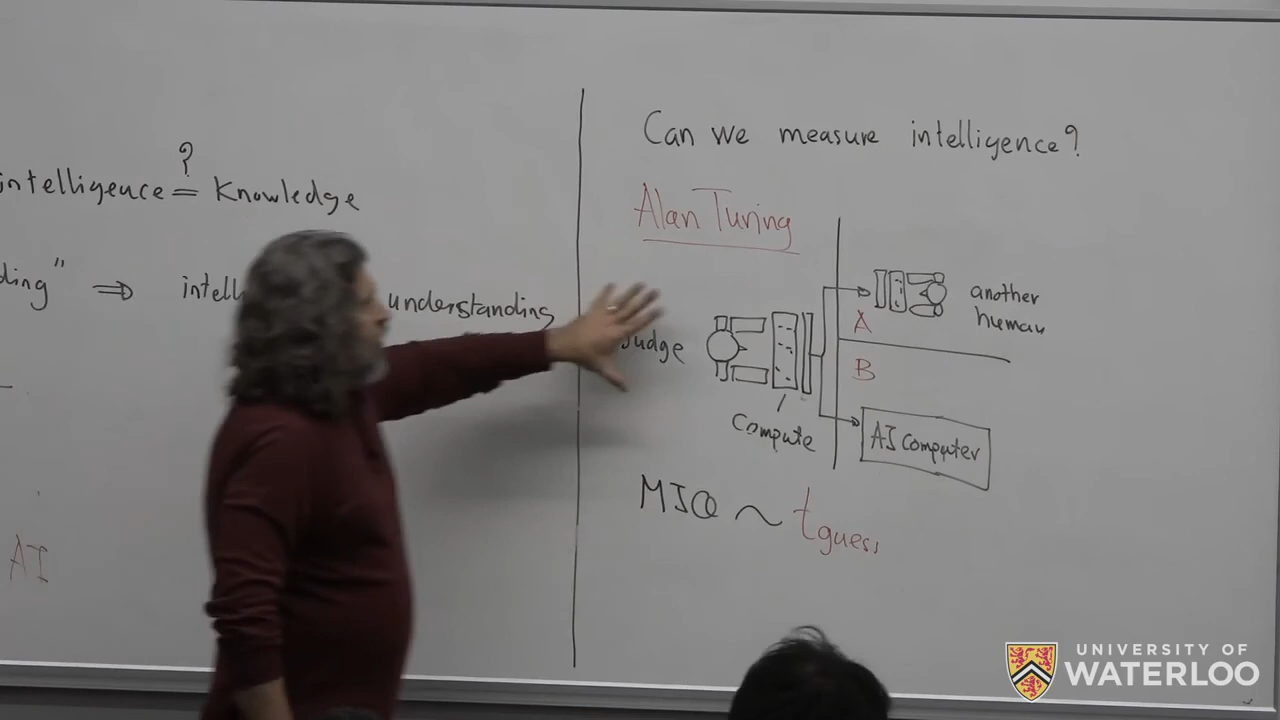 intelligence ?= Knowledge
ding" ⇒ intell understanding
AI
Can we measure intelligence?
Alan Turing
Judge
Compute
A
another
human
B
AI computer
MIQ ~ tguess
UNIVERSITY OF
WATERLOO